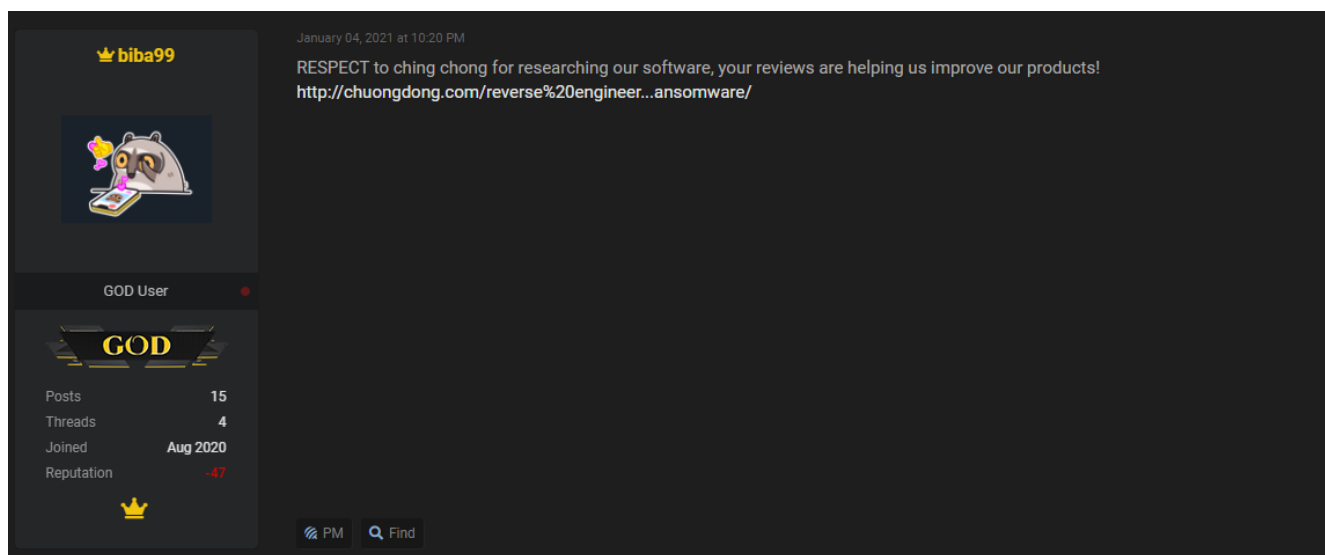 biba99
GOD User
GOD
Posts 15
Threads 4
Joined Aug 2020
Reputation -47
January 04, 2021 at 10:20 PM
RESPECT to ching chong for researching our software, your reviews are helping us improve our products!
http://chuongdong.com/reverse%20engineer...ansomware/
PM Find